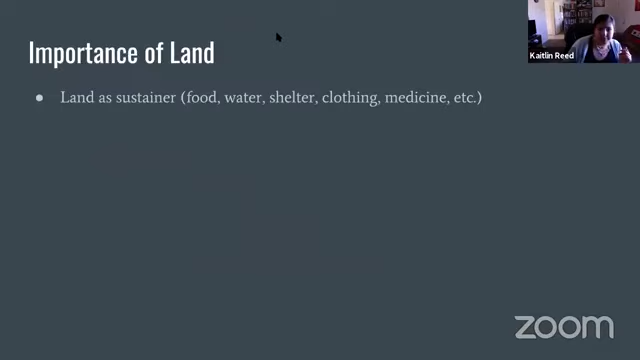 Importance of Land
● Land as sustainer (food, water, shelter, clothing, medicine, etc.)
Kaitlin Reed
zoom